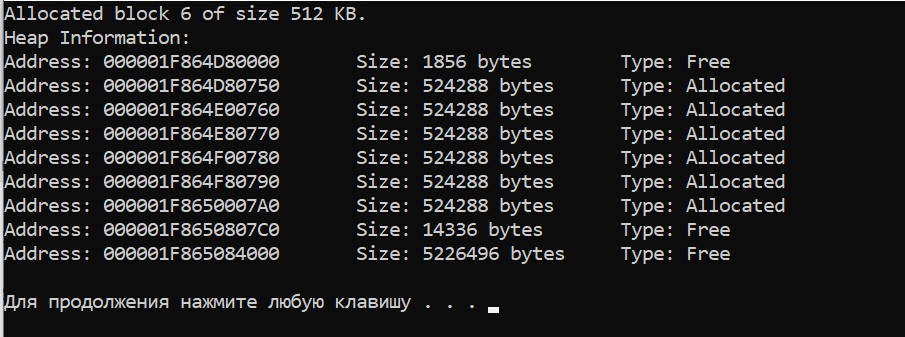 Allocated block 6 of size 512 KB.
Heap Information:
Address: 000001F864D80000 Size: 1856 bytes Type: Free
Address: 000001F864D80750 Size: 524288 bytes Type: Allocated
Address: 000001F864E00760 Size: 524288 bytes Type: Allocated
Address: 000001F864E80770 Size: 524288 bytes Type: Allocated
Address: 000001F864F00780 Size: 524288 bytes Type: Allocated
Address: 000001F864F80790 Size: 524288 bytes Type: Allocated
Address: 000001F8650007A0 Size: 524288 bytes Type: Allocated
Address: 000001F8650807C0 Size: 14336 bytes Type: Free
Address: 000001F865084000 Size: 5226496 bytes Type: Free
Для продолжения нажмите любую клавишу . . .